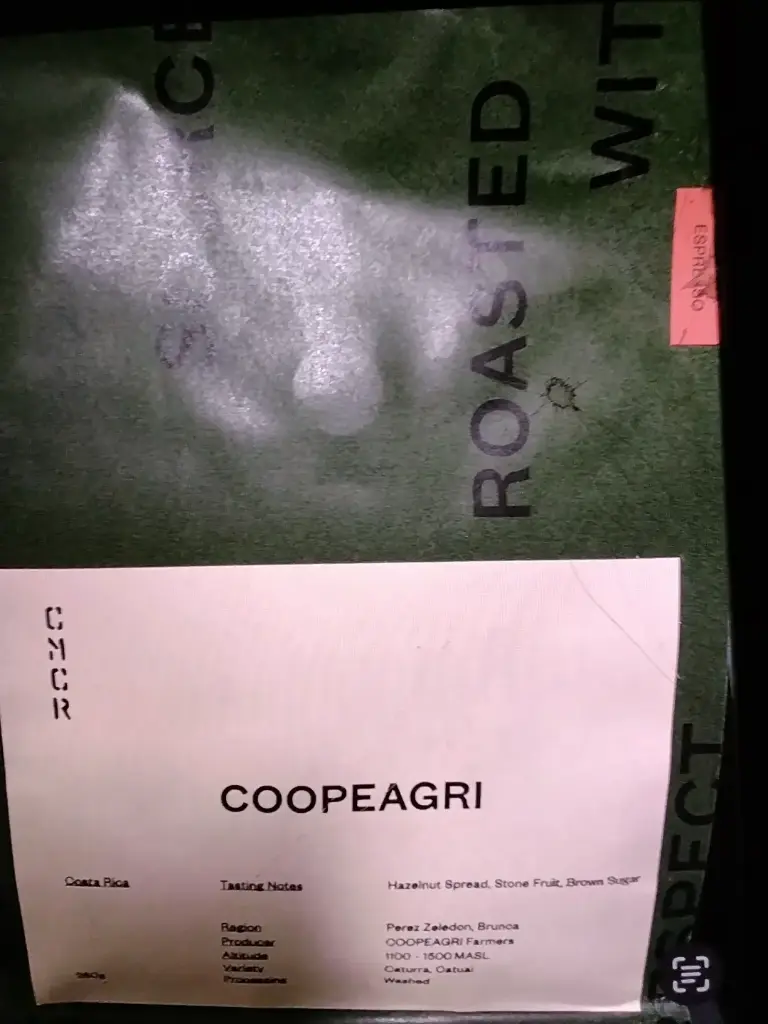 ROASTED
WIT
ESPRESSO
CMCR
COOPEAGRI
Costa Rica Tasting Notes Hazelnut Spread, Stone Fruit, Brown Sugar
Region Perez Zeledon, Brunca
Producer COOPEAGRI Farmers
Altitude 1100 - 1500 MASL
Variety Caturra, Catuai
Processing Washed
SPECT